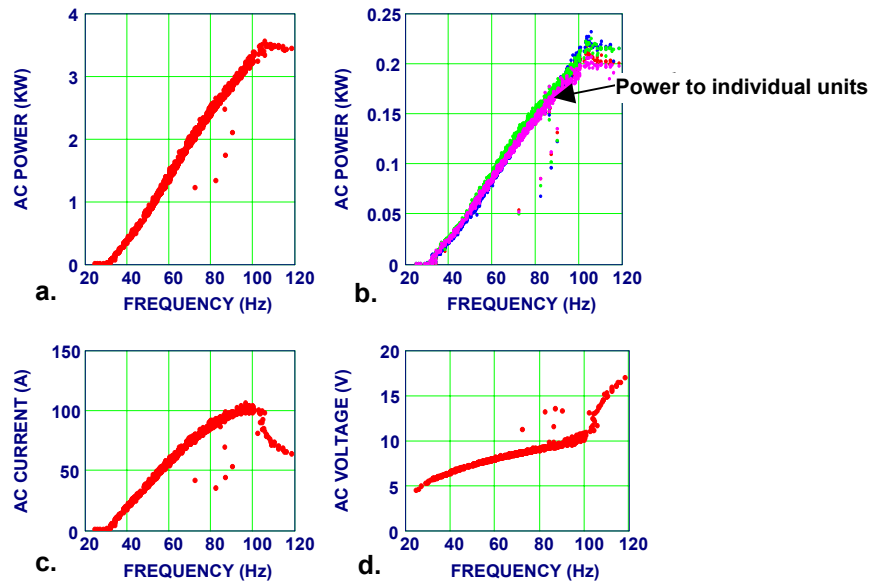 AC POWER (KW)
4
3
2
1
0
20 40 60 80 100 120
FREQUENCY (Hz)
a.
AC POWER (KW)
0.25
0.2
0.15
0.1
0.05
0
20 40 60 80 100 120
FREQUENCY (Hz)
b.
Power to individual units
AC CURRENT (A)
150
100
50
0
20 40 60 80 100 120
FREQUENCY (Hz)
c.
AC VOLTAGE (V)
20
15
10
5
0
20 40 60 80 100 120
FREQUENCY (Hz)
d.